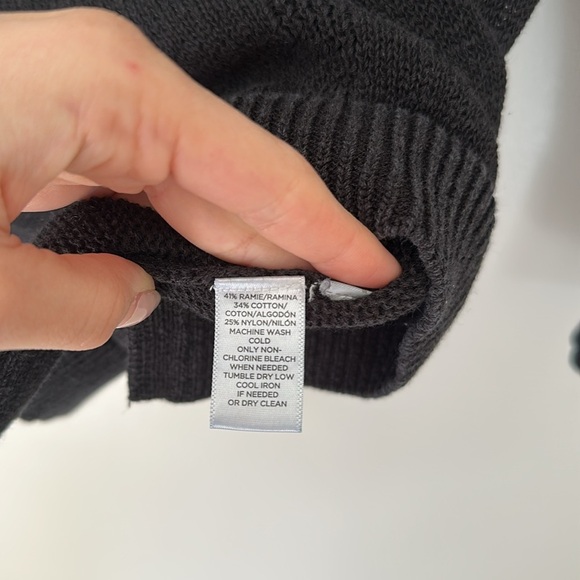 41% RAMIE/RAMINA
34% COTTON/
COTON/ALGODÓN
25% NYLON/NILÓN
MACHINE WASH
COLD
ONLY NON-
CHLORINE BLEACH
WHEN NEEDED
TUMBLE DRY LOW
COOL IRON
IF NEEDED
OR DRY CLEAN